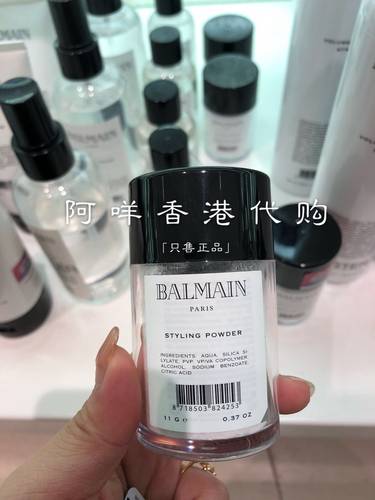 BALMAIN
阿咩香港代购
「只售正品」
BALMAIN
PARIS
STYLING POWDER
INGREDIENTS: AQUA, SILICA SI
LYLATE, PVP, VP/VA COPOLYMER
ALCOHOL, SODIUM BENZOATE,
CITRIC ACID
8 718503 824253
11 G e 0.37 OZ